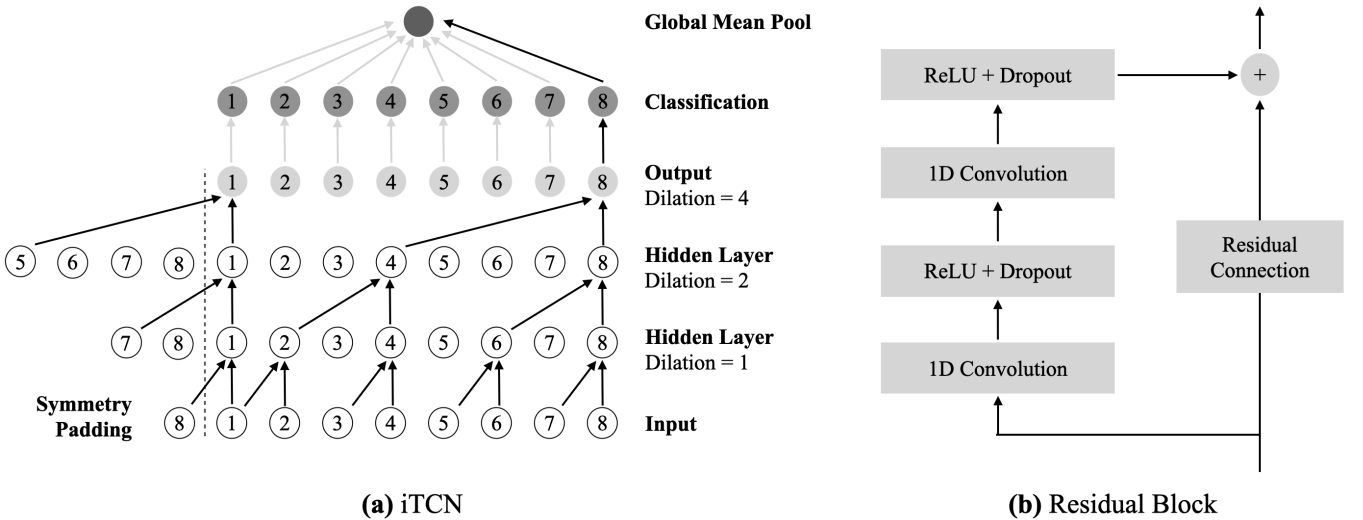 Global Mean Pool
1 2 3 4 5 6 7 8 Classification
1 2 3 4 5 6 7 8 Output
Dilation = 4
5 6 7 8 1 2 3 4 5 6 7 8 Hidden Layer
Dilation = 2
7 8 1 2 3 4 5 6 7 8 Hidden Layer
Dilation = 1
Symmetry
Padding
8 1 2 3 4 5 6 7 8 Input
(a) iTCN
+
ReLU + Dropout
1D Convolution
ReLU + Dropout
1D Convolution
Residual
Connection
(b) Residual Block